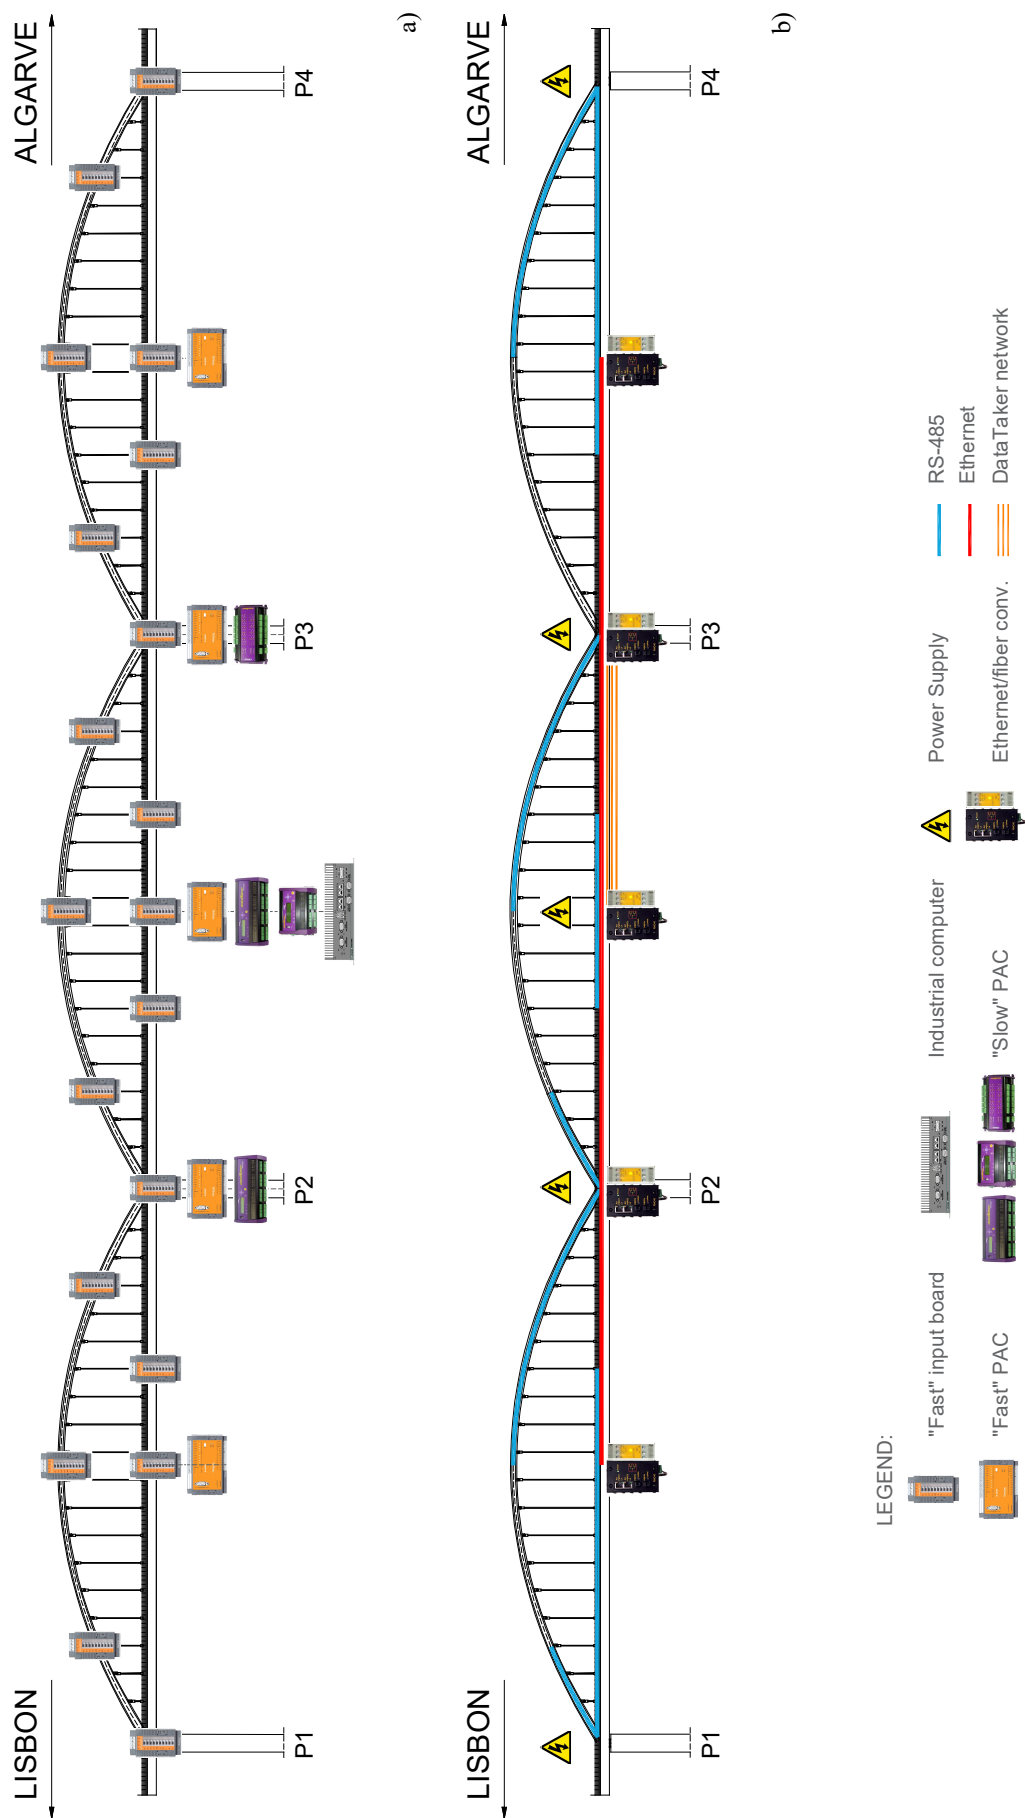 LISBON
ALGARVE
P1
P2
P3
P4
a)
LISBON
ALGARVE
P1
P2
P3
P4
b)
LEGEND:
"Fast" input board
Industrial computer
Power Supply
RS-485
Ethernet
"Fast" PAC
"Slow" PAC
Ethernet/fiber conv.
DataTaker network